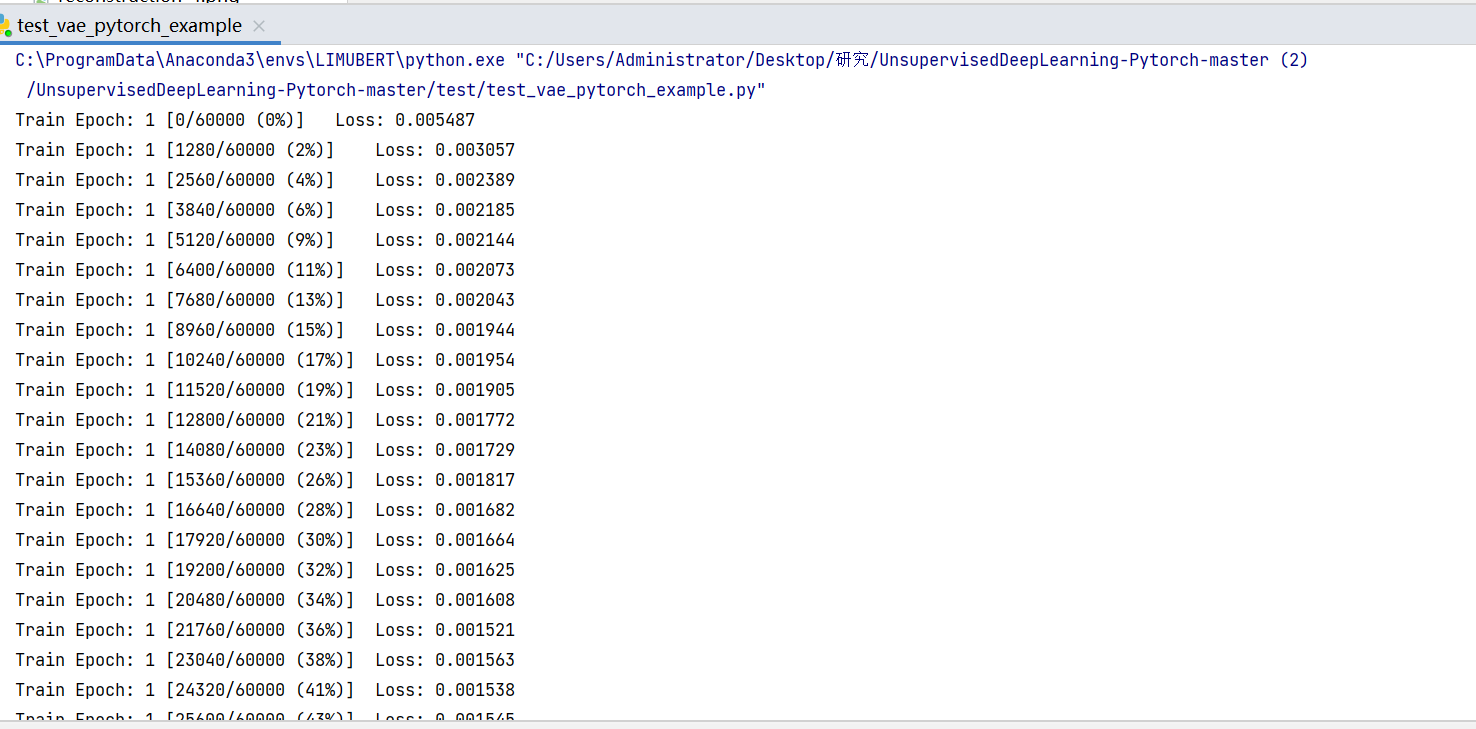 test_vae_pytorch_example
C:\ProgramData\Anaconda3\envs\LIMUBERT\python.exe "C:/Users/Administrator/Desktop/研究/UnsupervisedDeepLearning-Pytorch-master (2)
/UnsupervisedDeepLearning-Pytorch-master/test/test_vae_pytorch_example.py"
Train Epoch: 1 [0/60000 (0%)] Loss: 0.005487
Train Epoch: 1 [1280/60000 (2%)] Loss: 0.003057
Train Epoch: 1 [2560/60000 (4%)] Loss: 0.002389
Train Epoch: 1 [3840/60000 (6%)] Loss: 0.002185
Train Epoch: 1 [5120/60000 (9%)] Loss: 0.002144
Train Epoch: 1 [6400/60000 (11%)] Loss: 0.002073
Train Epoch: 1 [7680/60000 (13%)] Loss: 0.002043
Train Epoch: 1 [8960/60000 (15%)] Loss: 0.001944
Train Epoch: 1 [10240/60000 (17%)] Loss: 0.001954
Train Epoch: 1 [11520/60000 (19%)] Loss: 0.001905
Train Epoch: 1 [12800/60000 (21%)] Loss: 0.001772
Train Epoch: 1 [14080/60000 (23%)] Loss: 0.001729
Train Epoch: 1 [15360/60000 (26%)] Loss: 0.001817
Train Epoch: 1 [16640/60000 (28%)] Loss: 0.001682
Train Epoch: 1 [17920/60000 (30%)] Loss: 0.001664
Train Epoch: 1 [19200/60000 (32%)] Loss: 0.001625
Train Epoch: 1 [20480/60000 (34%)] Loss: 0.001608
Train Epoch: 1 [21760/60000 (36%)] Loss: 0.001521
Train Epoch: 1 [23040/60000 (38%)] Loss: 0.001563
Train Epoch: 1 [24320/60000 (41%)] Loss: 0.001538
Train Epoch: 1 [25600/60000 (43%)] Loss: 0.001545